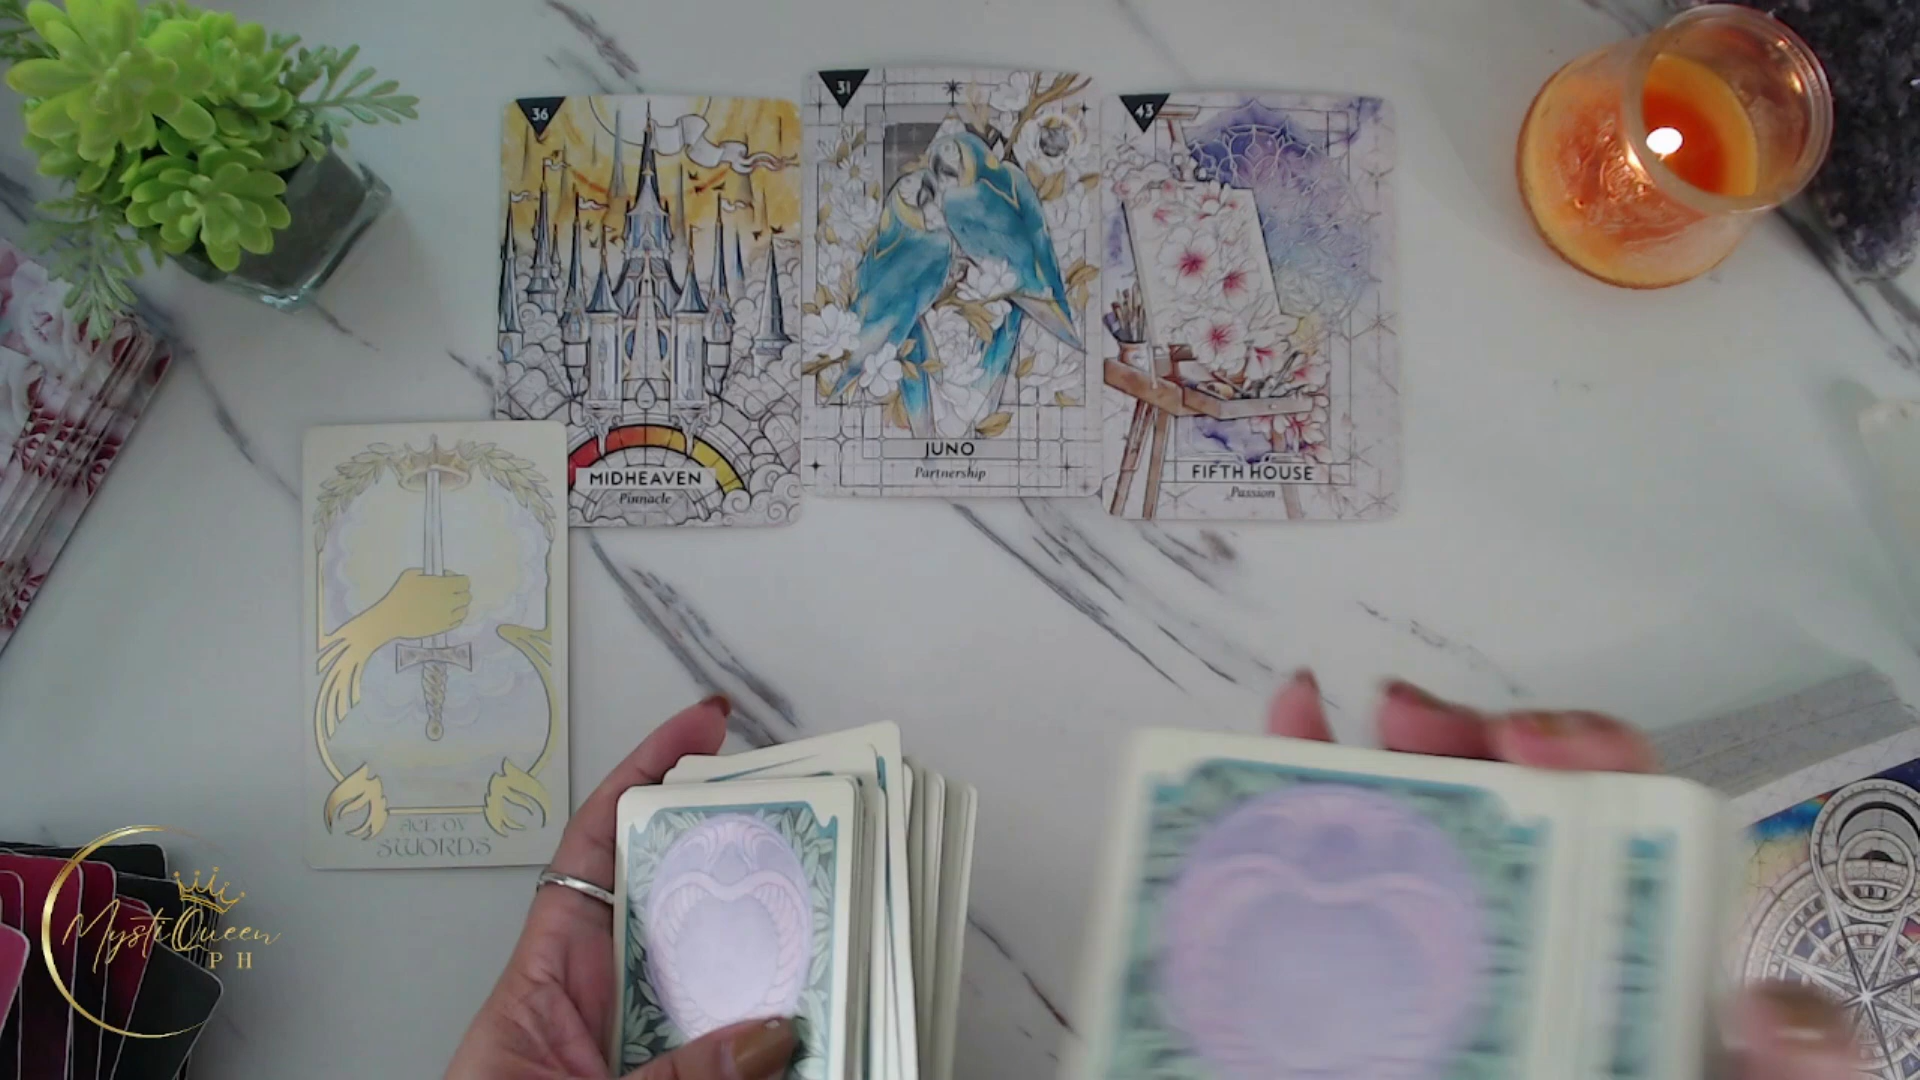 36
MIDHEAVEN
Pinnacle
31
JUNO
Partnership
43
FIFTH HOUSE
Passion
ACE OF
SWORDS
MystiQueen
PH